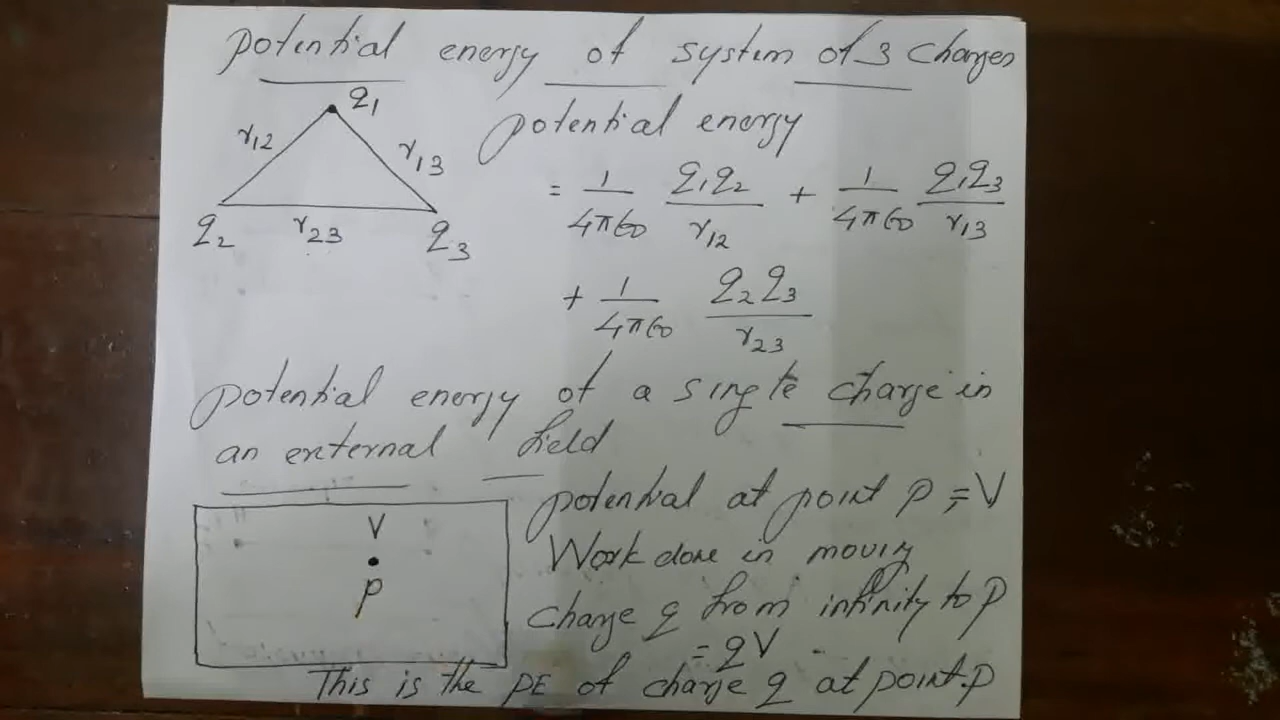 potential energy of system of 3 charges
q1
r12
r13
q2
r23
q3
potential energy
= 1/4πϵ0 q1q2/r12 + 1/4πϵ0 q1q3/r13
+ 1/4πϵ0 q2q3/r23
potential energy of a single charge in
an external field
V
P
potential at point P = V
Work done in moving
charge q from infinity to P
= qV
This is the PE of charge q at point P